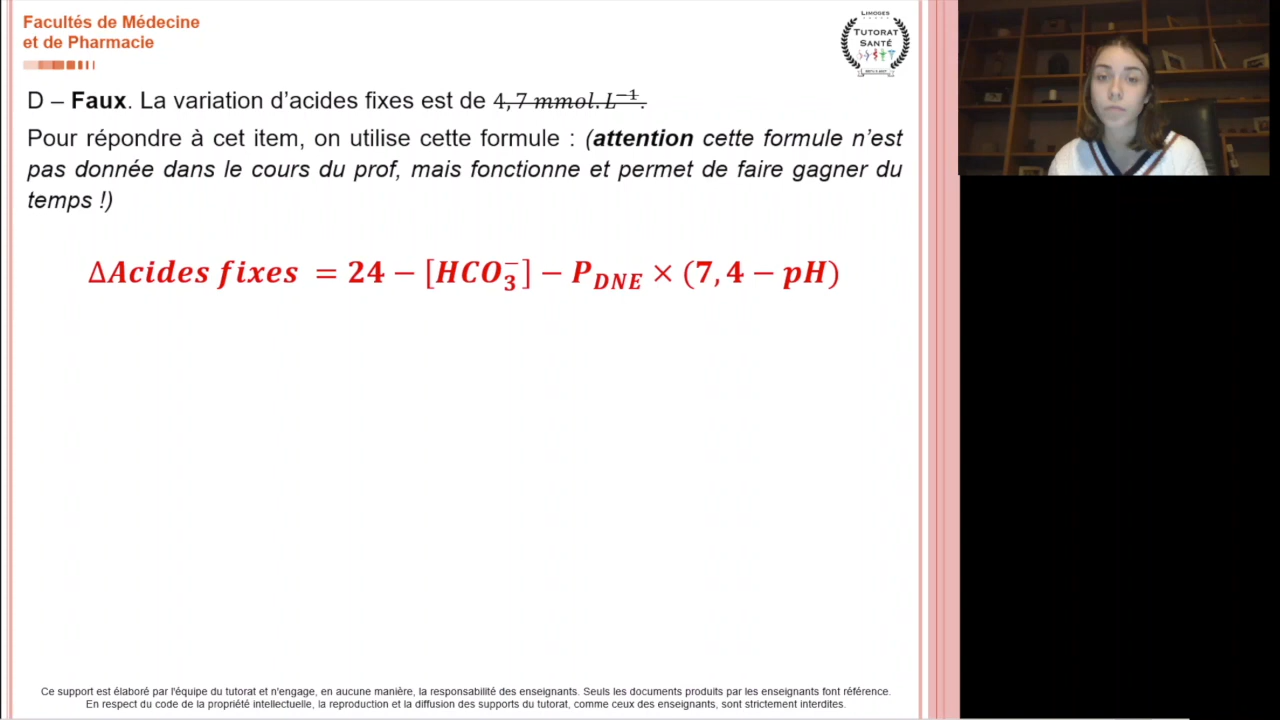 Facultés de Médecine
et de Pharmacie
LIMOGES
TUTORAT
SANTÉ
D – Faux. La variation d'acides fixes est de 4,7 mmol. L⁻¹.
Pour répondre à cet item, on utilise cette formule : (attention cette formule n'est
pas donnée dans le cours du prof, mais fonctionne et permet de faire gagner du
temps !)
ΔAcides fixes = 24 − [HCO₃⁻] − P_DNE × (7,4 − pH)
Ce support est élaboré par l'équipe du tutorat et n'engage, en aucune manière, la responsabilité des enseignants. Seuls les documents produits par les enseignants font référence.
En respect du code de la propriété intellectuelle, la reproduction et la diffusion des supports du tutorat, comme ceux des enseignants, sont strictement interdites.